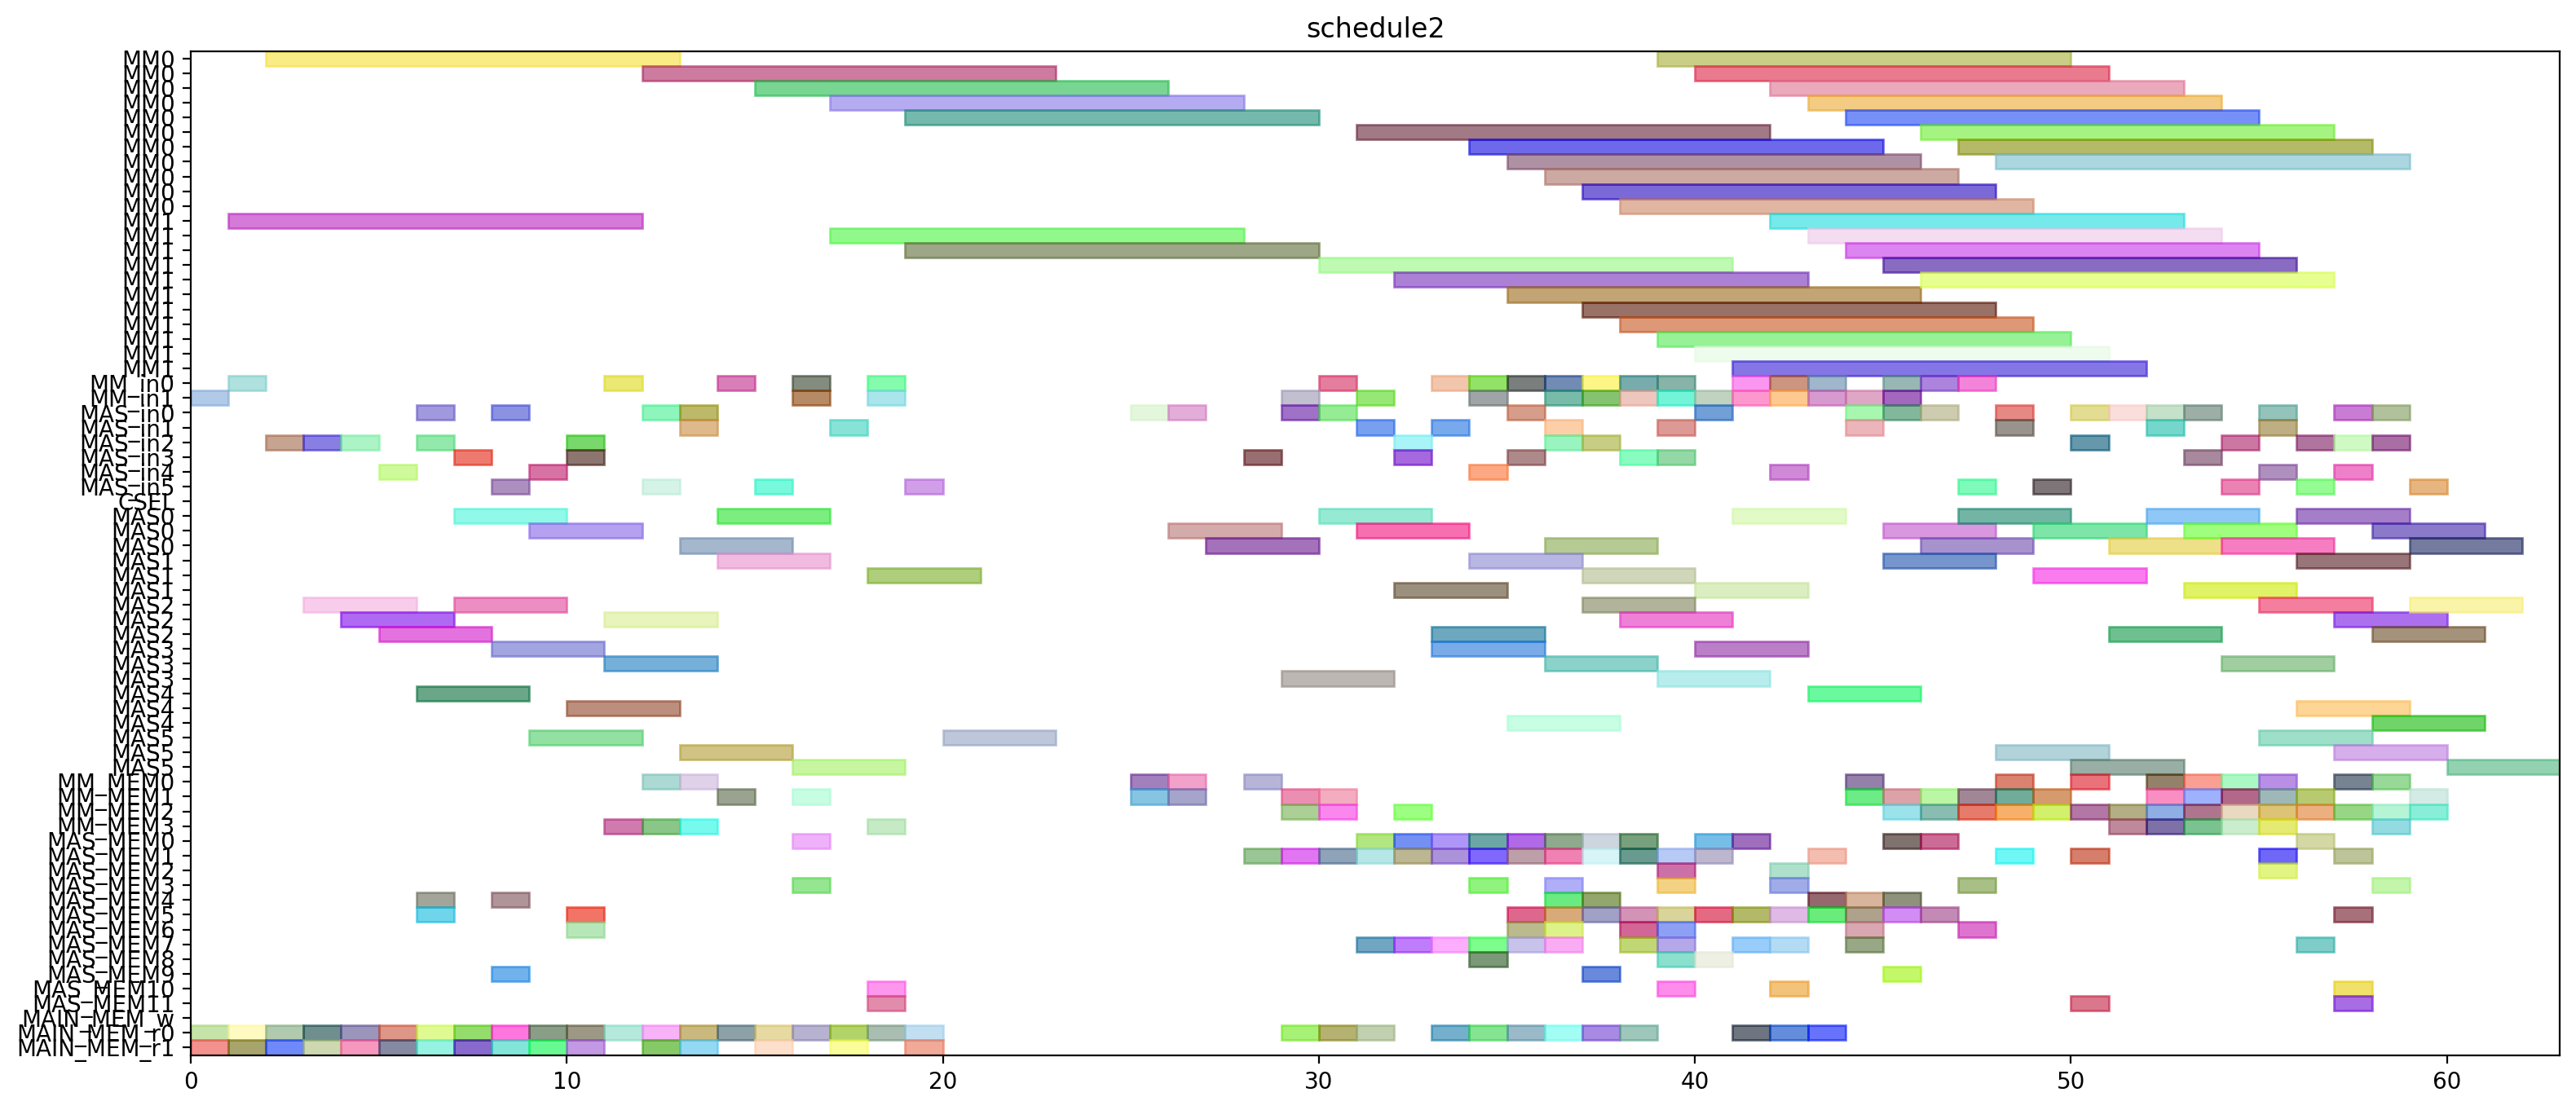 schedule2
MM0
MM0
MM0
MM0
MM0
MM0
MM0
MM0
MM0
MM0
MM0
MM1
MM1
MM1
MM1
MM1
MM1
MM1
MM1
MM1
MM1
MM1
MM_in0
MM_in1
MAS_in0
MAS_in1
MAS_in2
MAS_in3
MAS_in4
MAS_in5
CSEL
MAS0
MAS0
MAS0
MAS1
MAS1
MAS1
MAS2
MAS2
MAS2
MAS3
MAS3
MAS3
MAS4
MAS4
MAS4
MAS5
MAS5
MAS5
MM_MEM0
MM_MEM1
MM_MEM2
MM_MEM3
MAS_MEM0
MAS_MEM1
MAS_MEM2
MAS_MEM3
MAS_MEM4
MAS_MEM5
MAS_MEM6
MAS_MEM7
MAS_MEM8
MAS_MEM9
MAS_MEM10
MAS_MEM11
MAIN_MEM_w
MAIN_MEM_r0
MAIN_MEM_r1
0 10 20 30 40 50 60